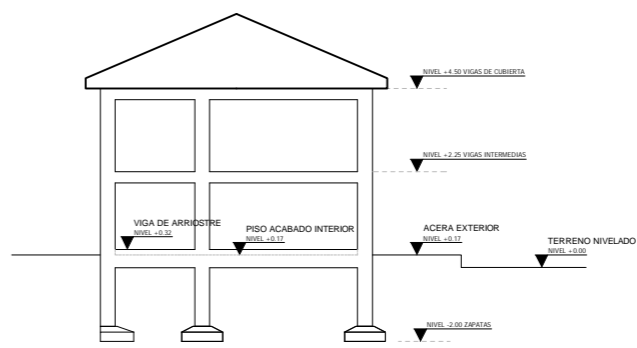 NIVEL +4.50 VIGAS DE CUBIERTA
NIVEL +2.25 VIGAS INTERMEDIAS
VIGA DE ARRIOSTRE
NIVEL +0.32
PISO ACABADO INTERIOR
NIVEL +0.17
ACERA EXTERIOR
NIVEL +0.17
TERRENO NIVELADO
NIVEL +0.00
NIVEL -2.00 ZAPATAS